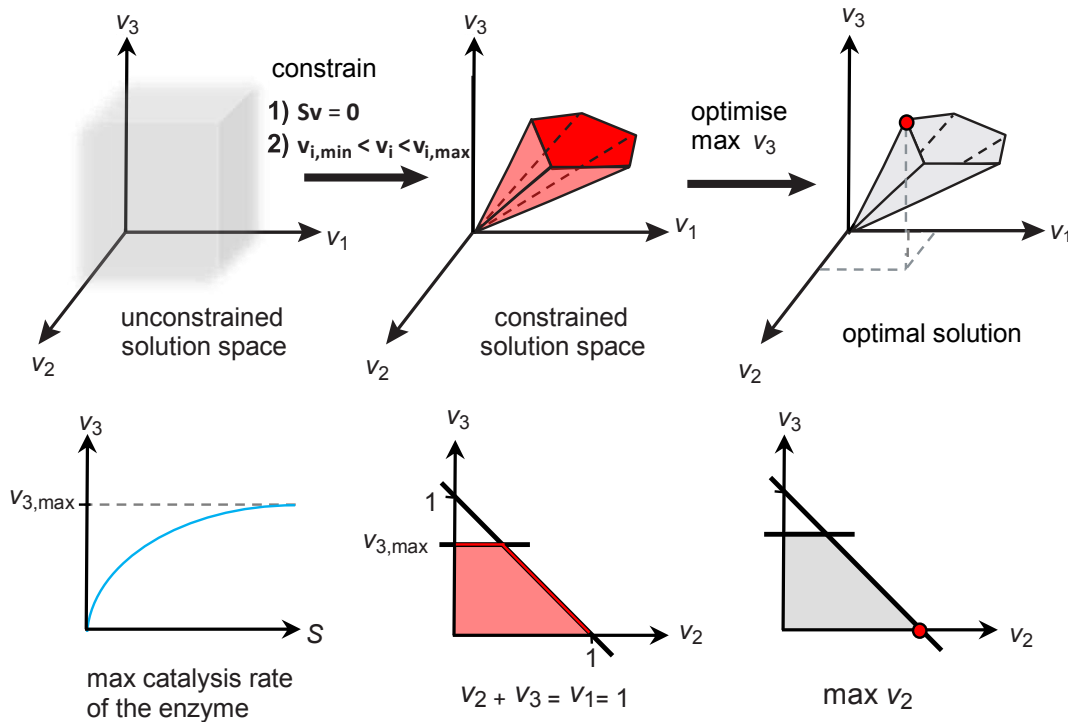 v3
v1
v2
unconstrained
solution space
constrain
1) Sv = 0
2) vi,min < vi < vi,max
v3
v1
v2
constrained
solution space
optimise
max v3
v3
v1
v2
optimal solution
v3
v3,max
S
max catalysis rate
of the enzyme
v3
1
v3,max
v2
1
v2 + v3 = v1 = 1
v3
v2
max v2